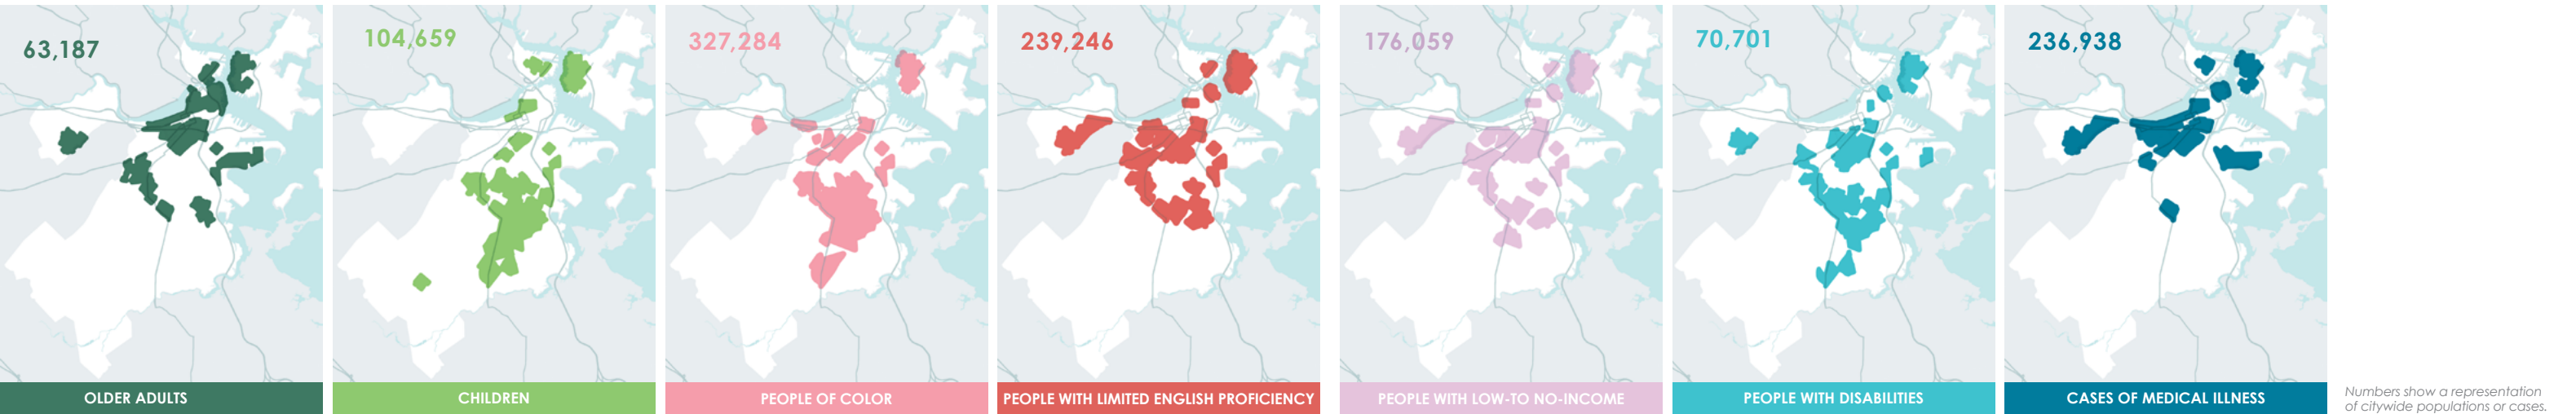 63,187
104,659
327,284
239,246
176,059
70,701
236,938
OLDER ADULTS
CHILDREN
PEOPLE OF COLOR
PEOPLE WITH LIMITED ENGLISH PROFICIENCY
PEOPLE WITH LOW-TO NO-INCOME
PEOPLE WITH DISABILITIES
CASES OF MEDICAL ILLNESS
Numbers show a representation
of citywide populations or cases.